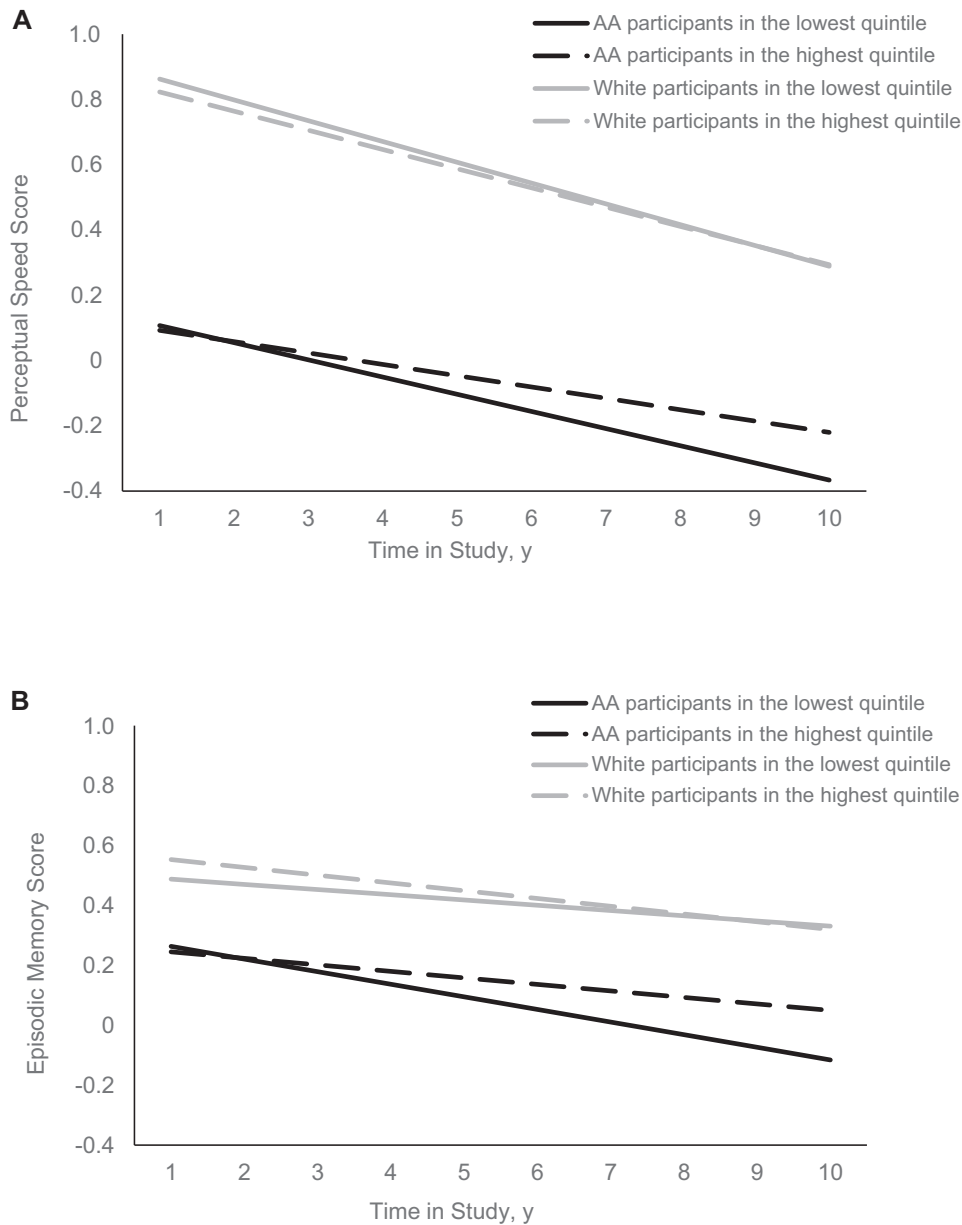 A
AA participants in the lowest quintile
AA participants in the highest quintile
White participants in the lowest quintile
White participants in the highest quintile
1.0
0.8
0.6
0.4
0.2
0
-0.2
-0.4
Perceptual Speed Score
1 2 3 4 5 6 7 8 9 10
Time in Study, y
B
AA participants in the lowest quintile
AA participants in the highest quintile
White participants in the lowest quintile
White participants in the highest quintile
1.0
0.8
0.6
0.4
0.2
0
-0.2
-0.4
Episodic Memory Score
1 2 3 4 5 6 7 8 9 10
Time in Study, y